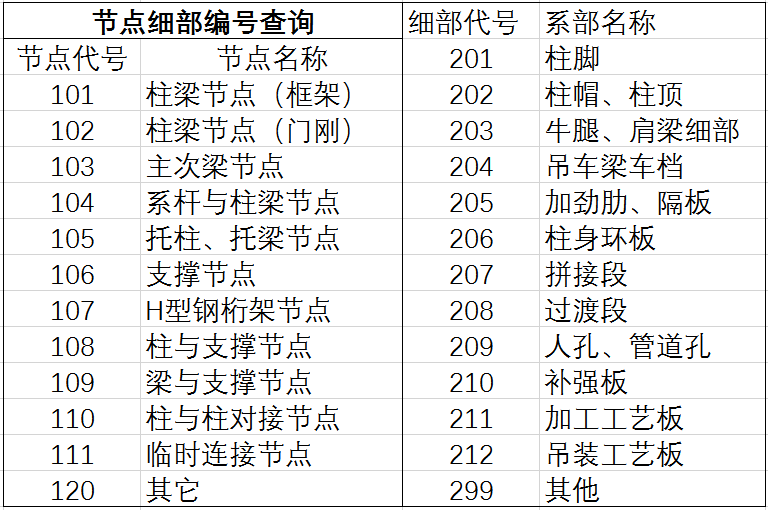 节点细部编号查询 细部代号 系部名称
节点代号 节点名称 201 柱脚
101 柱梁节点（框架） 202 柱帽、柱顶
102 柱梁节点（门刚） 203 牛腿、肩梁细部
103 主次梁节点 204 吊车梁车档
104 系杆与柱梁节点 205 加劲肋、隔板
105 托柱、托梁节点 206 柱身环板
106 支撑节点 207 拼接段
107 H型钢桁架节点 208 过渡段
108 柱与支撑节点 209 人孔、管道孔
109 梁与支撑节点 210 补强板
110 柱与柱对接节点 211 加工工艺板
111 临时连接节点 212 吊装工艺板
120 其它 299 其他